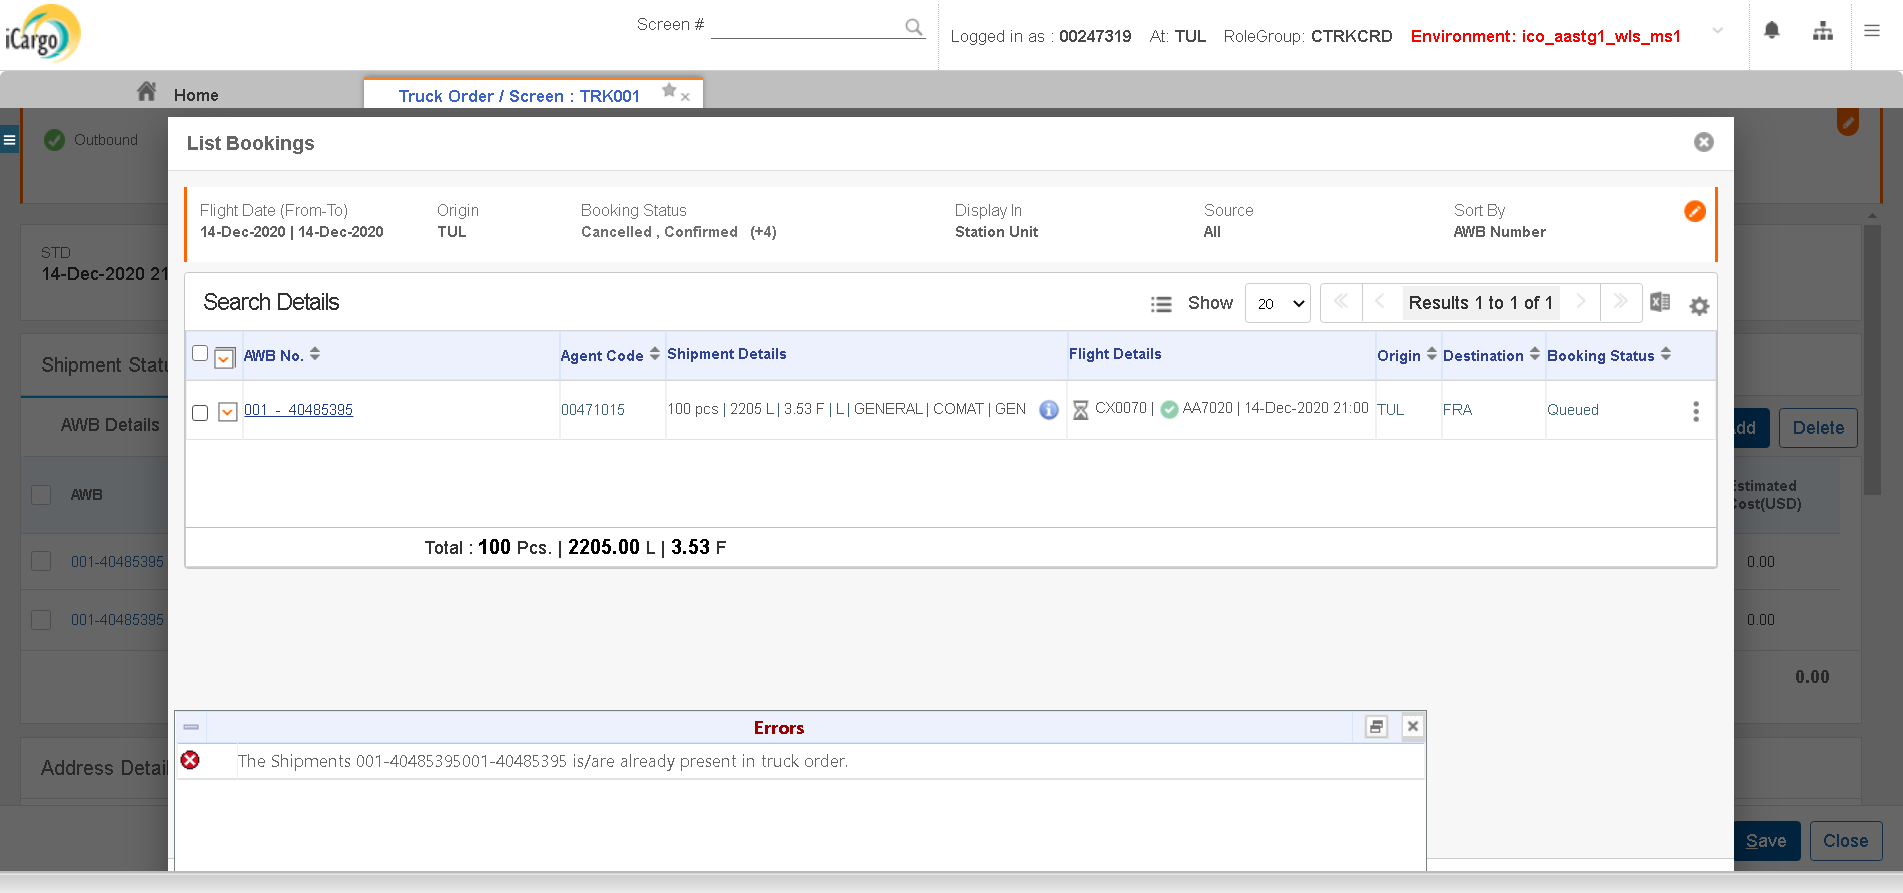 iCargo
Screen #
Logged in as : 00247319 At: TUL RoleGroup: CTRKCRD Environment: ico_aastg1_wls_ms1
Home
Truck Order / Screen : TRK001
Outbound
List Bookings
Flight Date (From-To) Origin Booking Status Display In Source Sort By
14-Dec-2020 | 14-Dec-2020 TUL Cancelled , Confirmed (+4) Station Unit All AWB Number
STD
14-Dec-2020 21
Search Details
Show 20 Results 1 to 1 of 1
AWB No. Agent Code Shipment Details Flight Details Origin Destination Booking Status
001 - 40485395 00471015 100 pcs | 2205 L | 3.53 F | L | GENERAL | COMAT | GEN CX0070 | AA7020 | 14-Dec-2020 21:00 TUL FRA Queued
Total : 100 Pcs. | 2205.00 L | 3.53 F
Shipment Statu
AWB Details
dd Delete
AWB
Estimated
Cost(USD)
001-40485395 0.00
001-40485395 0.00
0.00
Errors
The Shipments 001-40485395001-40485395 is/are already present in truck order.
Address Detail
Save Close